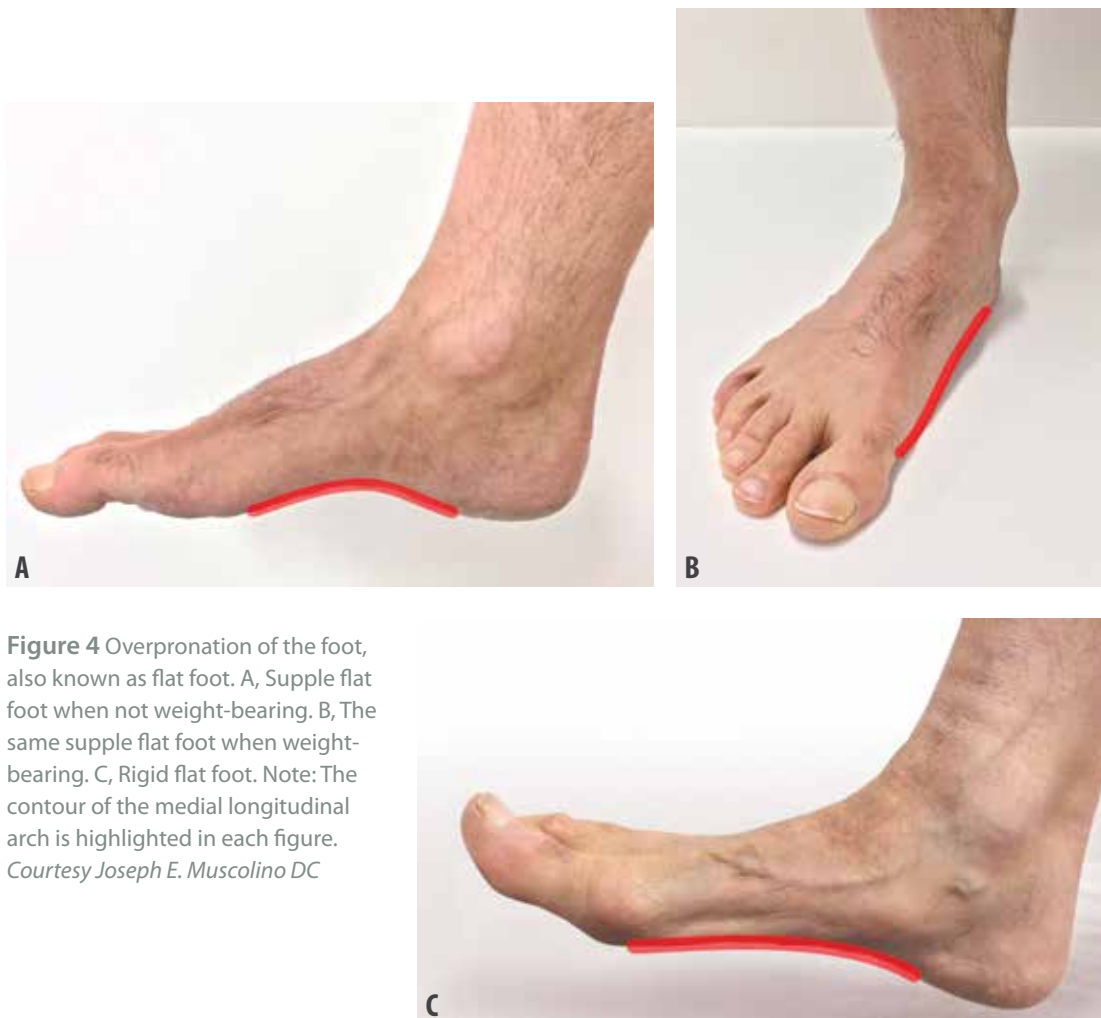 A
B
Figure 4 Overpronation of the foot,
also known as flat foot. A, Supple flat
foot when not weight-bearing. B, The
same supple flat foot when weight-
bearing. C, Rigid flat foot. Note: The
contour of the medial longitudinal
arch is highlighted in each figure.
Courtesy Joseph E. Muscolino DC
C